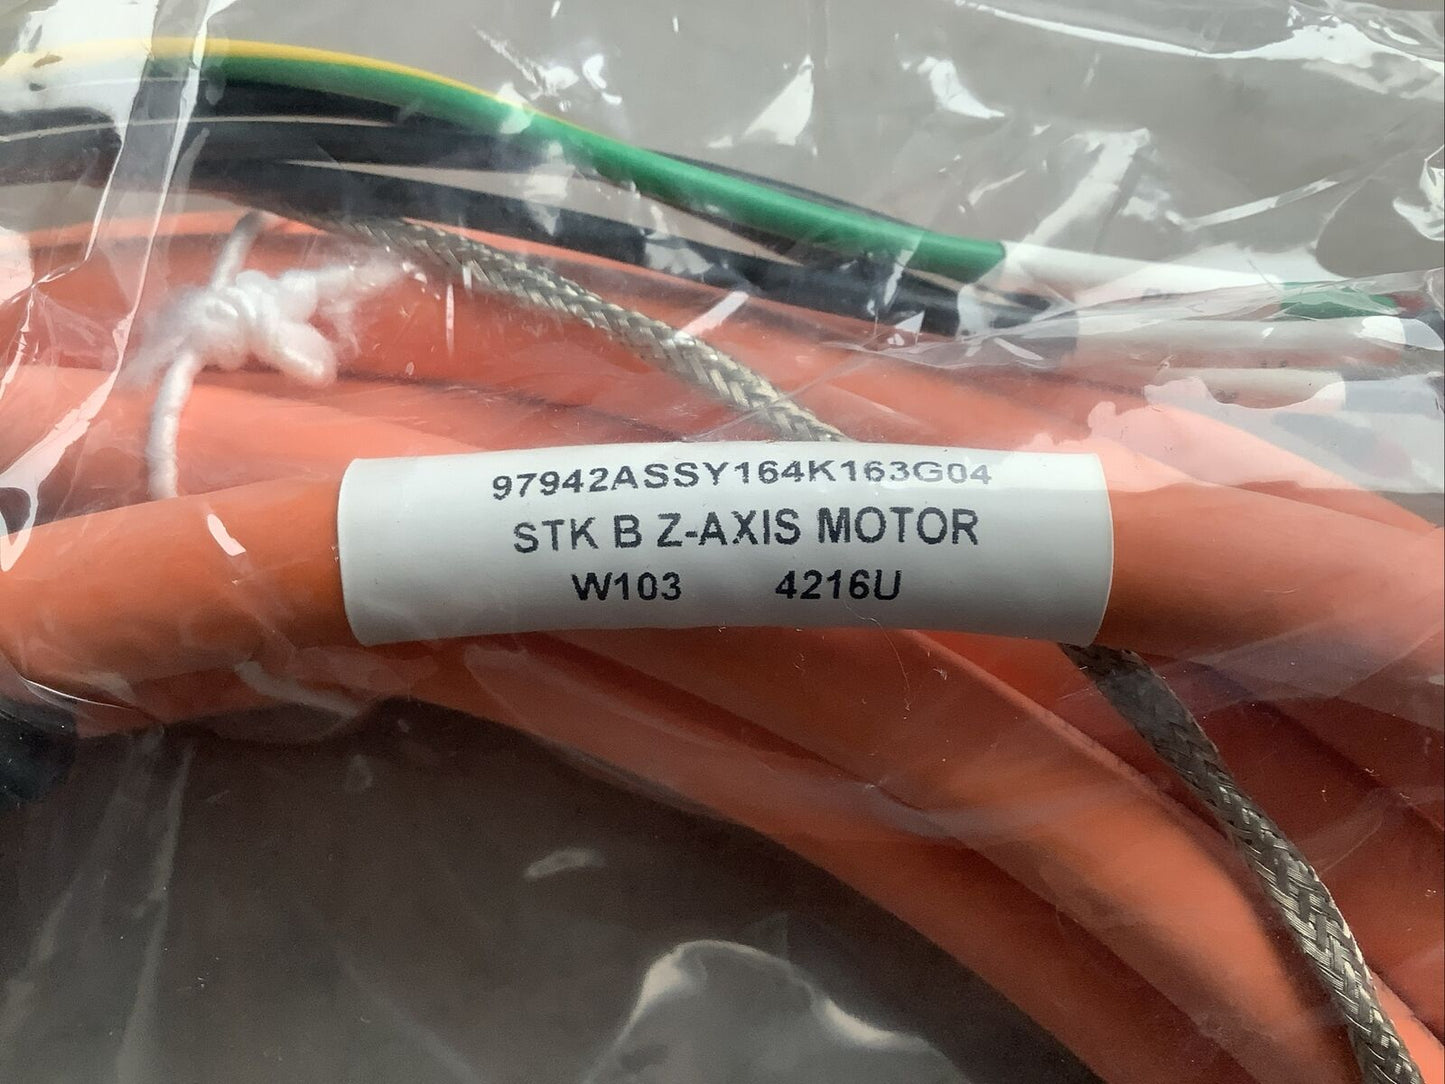 97942ASSY164K163G04
STK B Z-AXIS MOTOR
W103 4216U